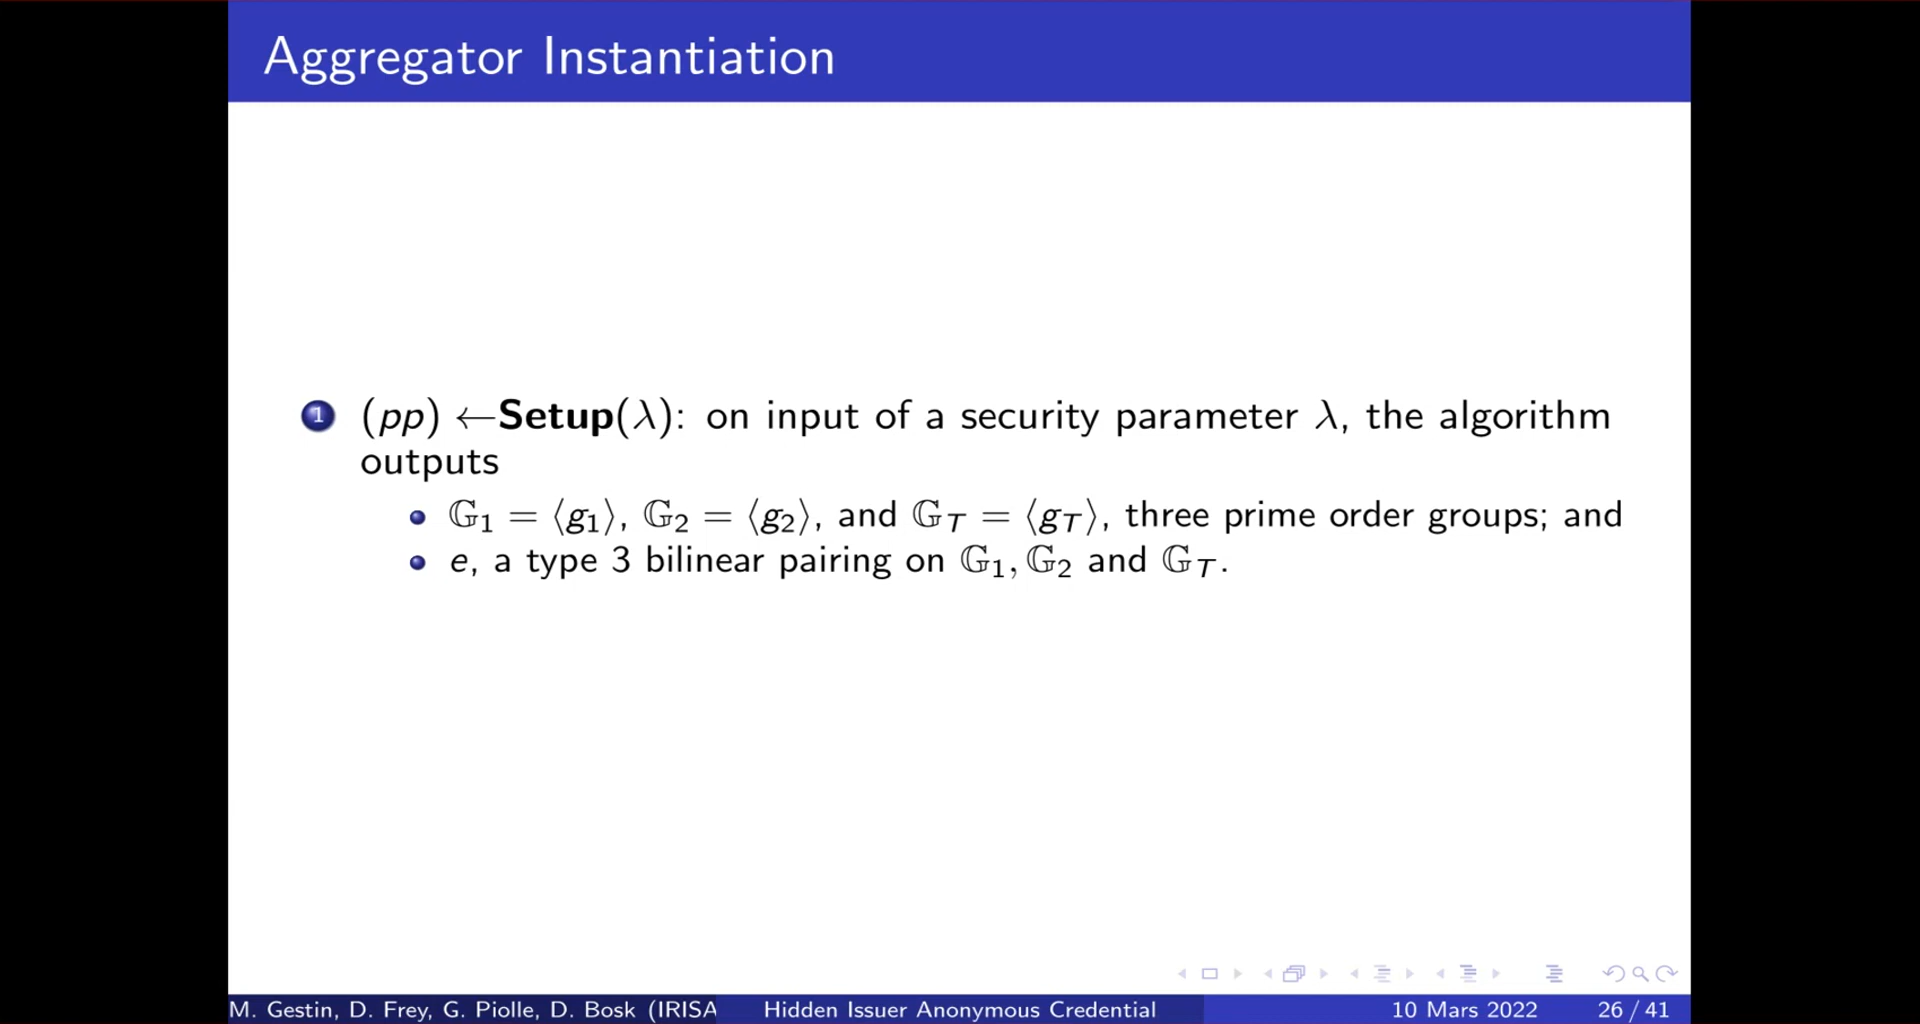 Aggregator Instantiation
1 (pp) ←Setup(λ): on input of a security parameter λ, the algorithm
outputs
• 𝔾₁ = ⟨g₁⟩, 𝔾₂ = ⟨g₂⟩, and 𝔾_T = ⟨g_T⟩, three prime order groups; and
• e, a type 3 bilinear pairing on 𝔾₁, 𝔾₂ and 𝔾_T.
M. Gestin, D. Frey, G. Piolle, D. Bosk (IRISA Hidden Issuer Anonymous Credential 10 Mars 2022 26 / 41